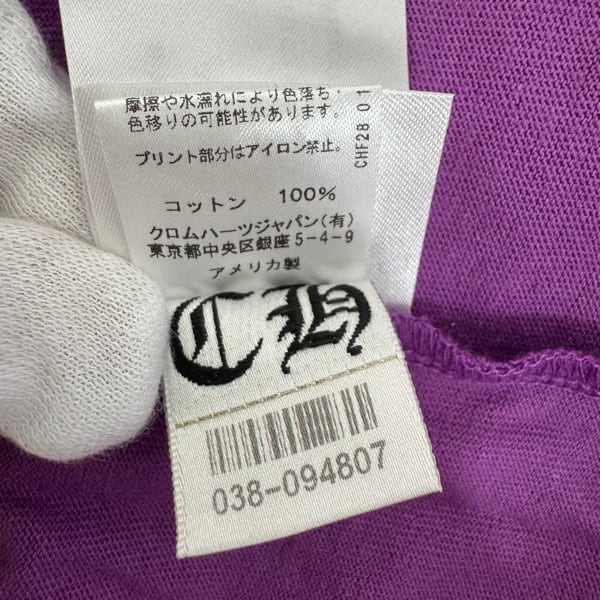 摩擦や水濡れにより色落ち・
色移りの可能性があります。
プリント部分はアイロン禁止。
CHF28 01
コットン 100%
クロムハーツジャパン(有)
東京都中央区銀座5-4-9
アメリカ製
CH
038-094807